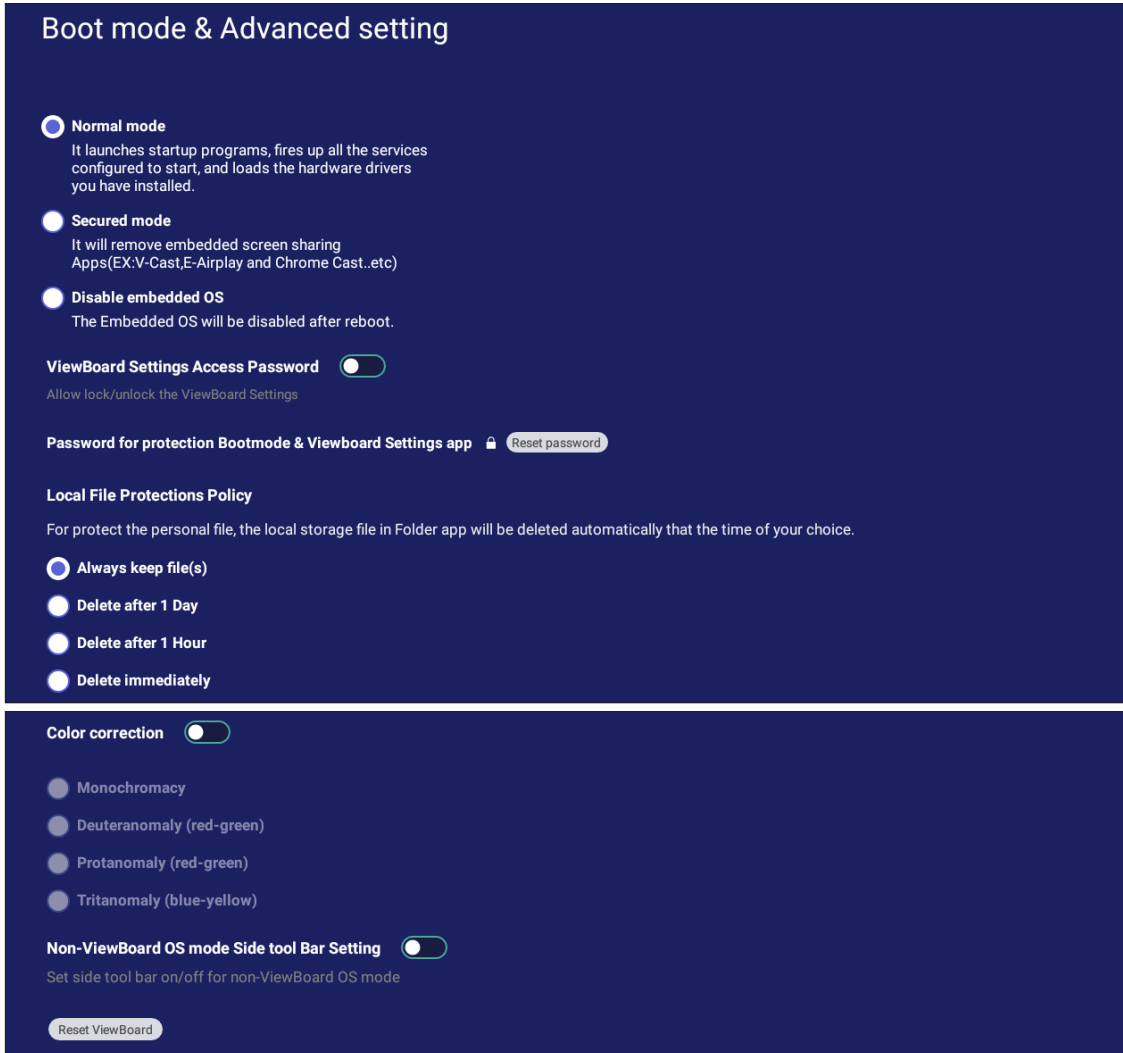 Boot mode & Advanced setting
Normal mode
It launches startup programs, fires up all the services
configured to start, and loads the hardware drivers
you have installed.
Secured mode
It will remove embedded screen sharing
Apps(EX:V-Cast,E-Airplay and Chrome Cast..etc)
Disable embedded OS
The Embedded OS will be disabled after reboot.
ViewBoard Settings Access Password
Allow lock/unlock the ViewBoard Settings
Password for protection Bootmode & Viewboard Settings app Reset password
Local File Protections Policy
For protect the personal file, the local storage file in Folder app will be deleted automatically that the time of your choice.
Always keep file(s)
Delete after 1 Day
Delete after 1 Hour
Delete immediately
Color correction
Monochromacy
Deuteranomaly (red-green)
Protanomaly (red-green)
Tritanomaly (blue-yellow)
Non-ViewBoard OS mode Side tool Bar Setting
Set side tool bar on/off for non-ViewBoard OS mode
Reset ViewBoard